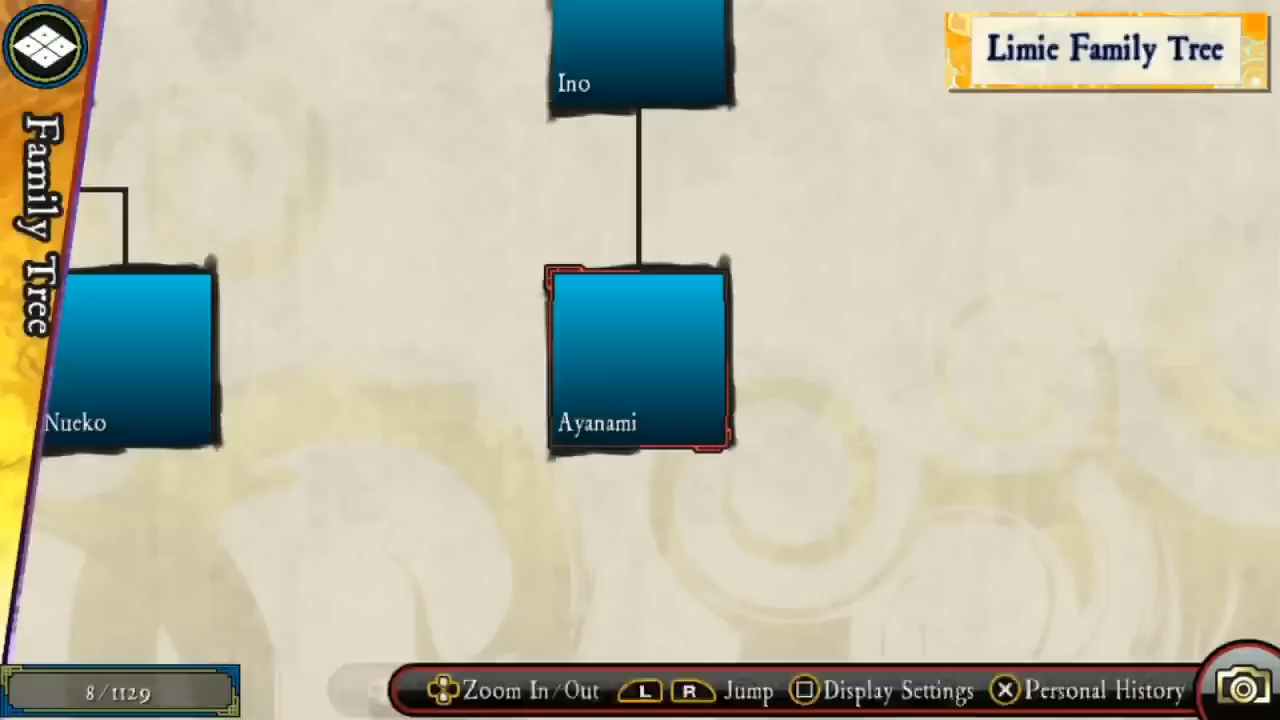 Limie Family Tree
Family Tree
Ino
Nueko
Ayanami
8/1129
Zoom In/Out
L R Jump
Display Settings
X Personal History